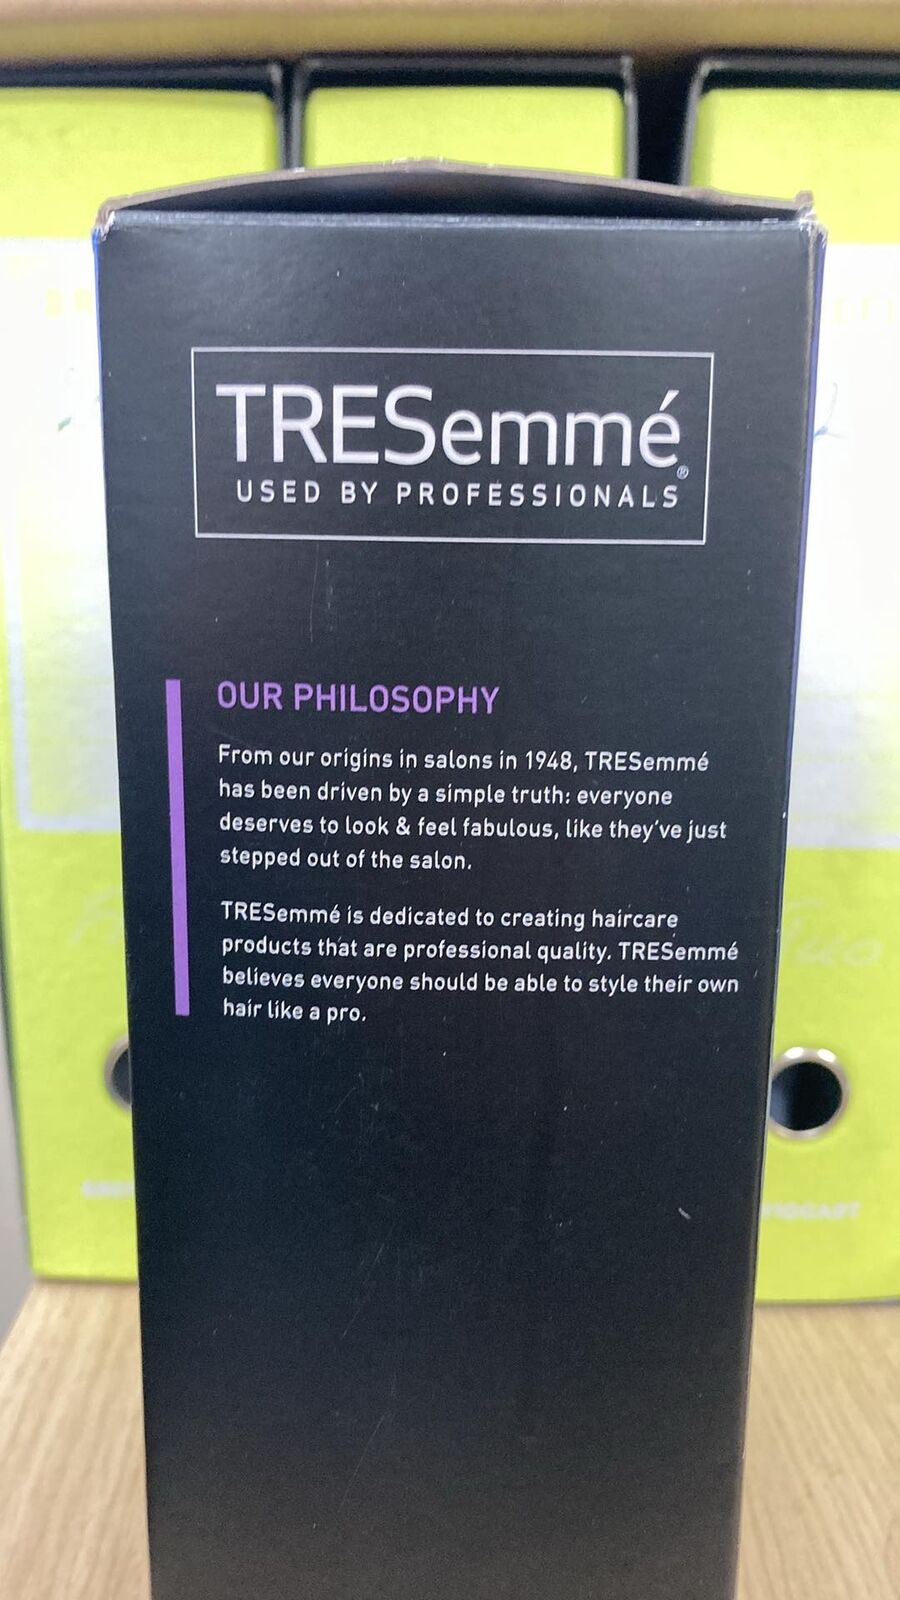 TRESemmé®
USED BY PROFESSIONALS
OUR PHILOSOPHY
From our origins in salons in 1948, TRESemmé
has been driven by a simple truth: everyone
deserves to look & feel fabulous, like they've just
stepped out of the salon.
TRESemmé is dedicated to creating haircare
products that are professional quality. TRESemmé
believes everyone should be able to style their own
hair like a pro.